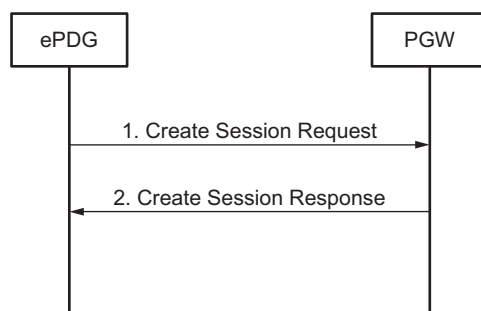 ePDG
PGW
1. Create Session Request
2. Create Session Response